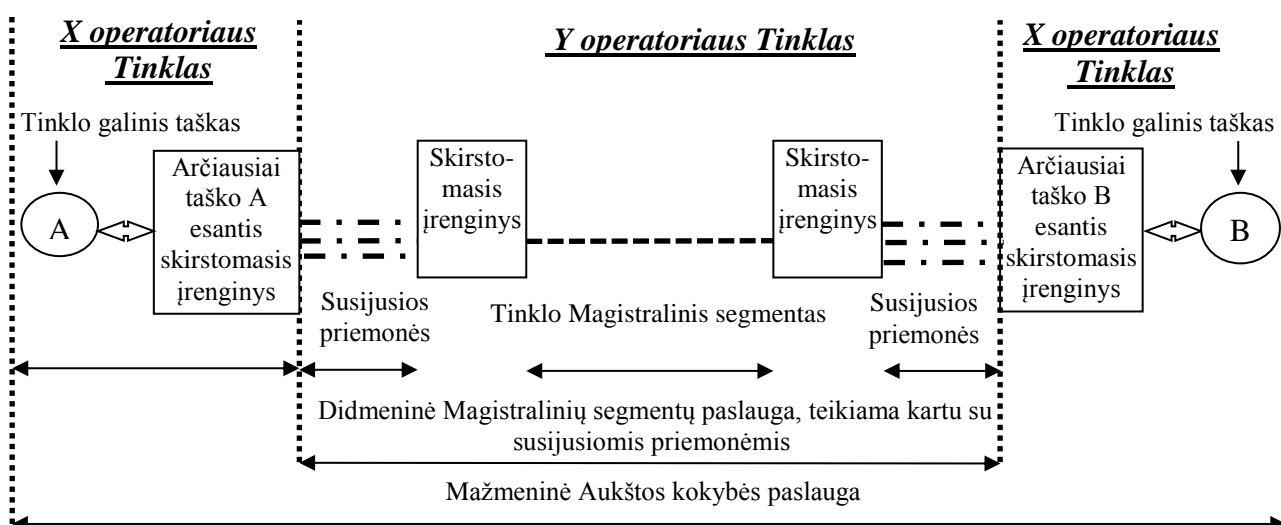 X operatoriaus
Tinklas
Y operatoriaus Tinklas
X operatoriaus
Tinklas
Tinklo galinis taškas
Tinklo galinis taškas
A
Arčiausiai
taško A
esantis
skirstomasis
įrenginys
Skirsto-
masis
įrenginys
Skirsto-
masis
įrenginys
Arčiausiai
taško B
esantis
skirstomasis
įrenginys
B
Susijusios
priemonės
Tinklo Magistralinis segmentas
Susijusios
priemonės
Didmeninė Magistralinių segmentų paslauga, teikiama kartu su
susijusiomis priemonėmis
Mažmeninė Aukštos kokybės paslauga